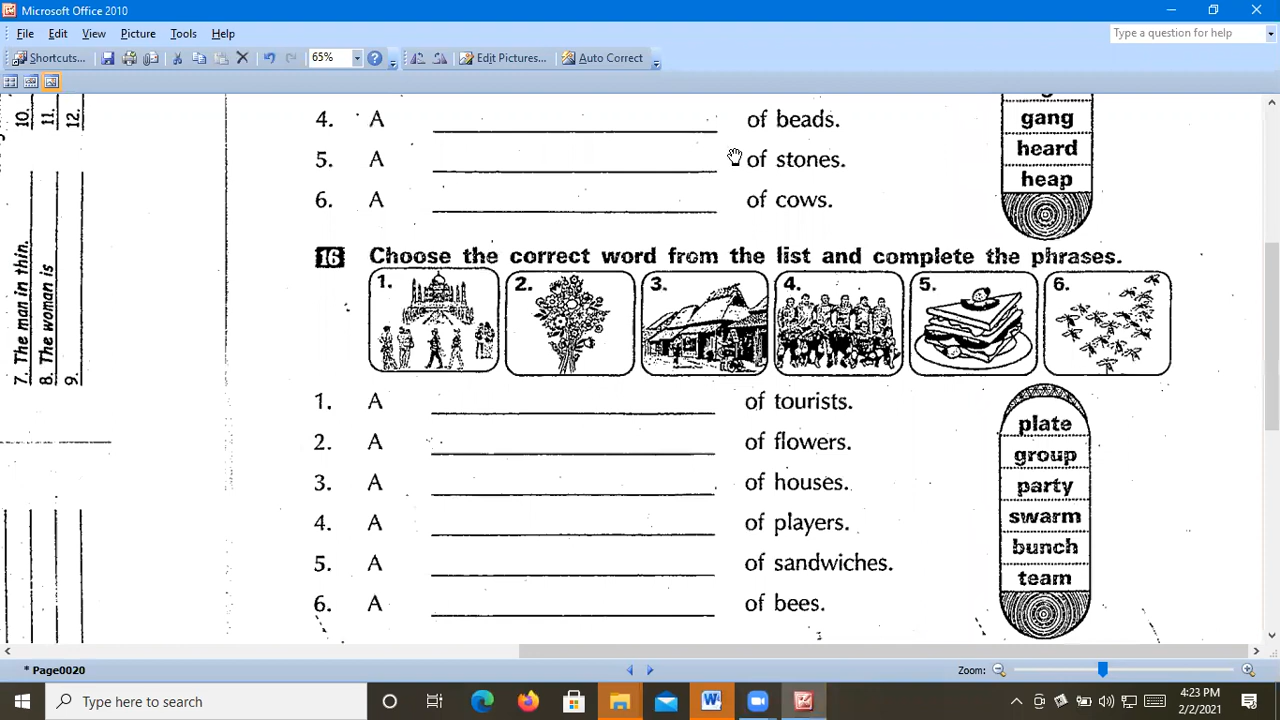 Microsoft Office 2010
File Edit View Picture Tools Help
Type a question for help
Shortcuts... 65% Edit Pictures... Auto Correct
10.
11.
12.
7. The man in thin.
8. The woman is
9.
4. A of beads.
5. A of stones.
6. A of cows.
gang
heard
heap
16 Choose the correct word from the list and complete the phrases.
1. 2. 3. 4. 5. 6.
1. A of tourists.
2. A of flowers.
3. A of houses.
4. A of players.
5. A of sandwiches.
6. A of bees.
plate
group
party
swarm
bunch
team
* Page0020
Zoom:
Type here to search
4:23 PM
2/2/2021